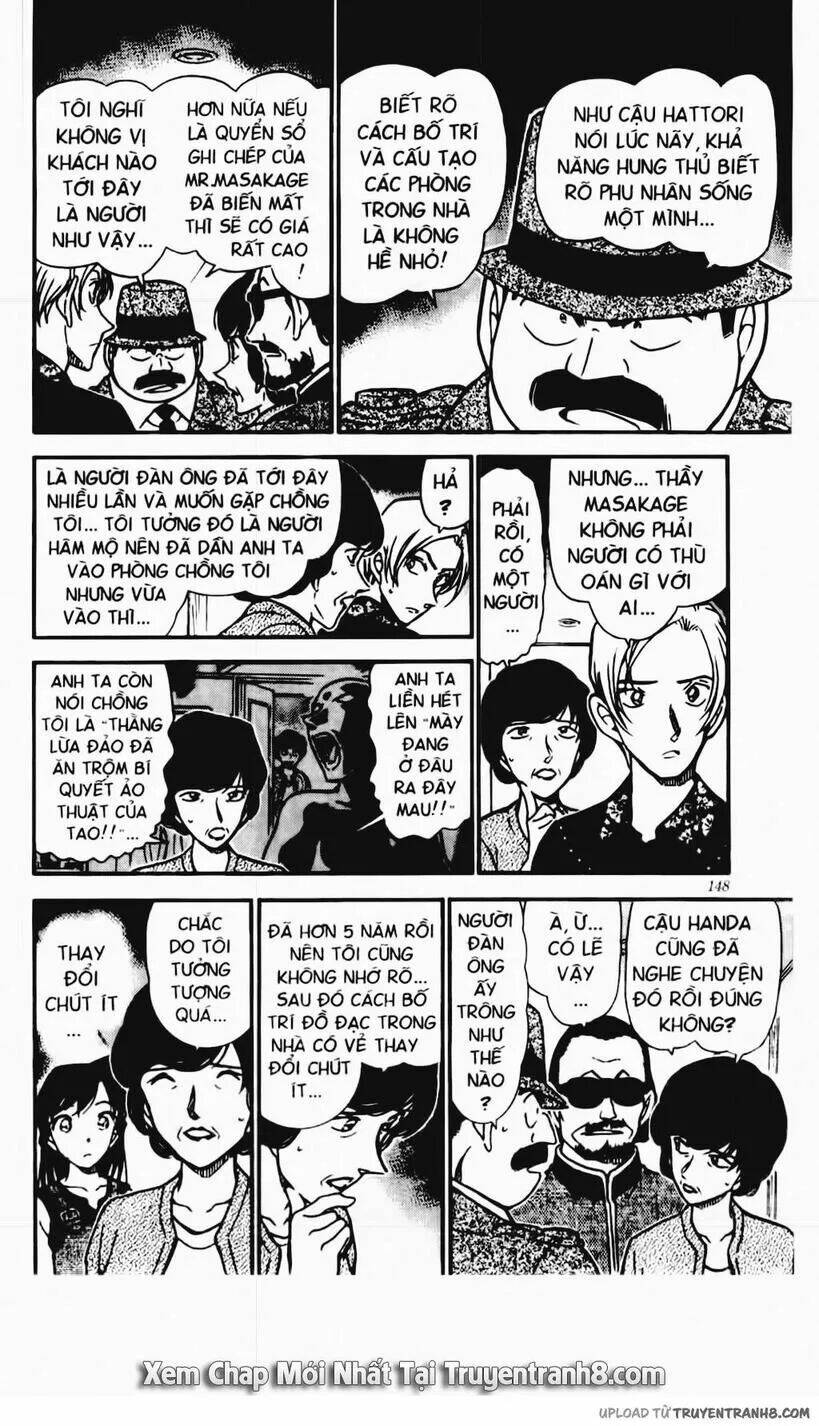 NHƯ CẬU HATTORI
NÓI LÚC NÃY, KHẢ
NĂNG HUNG THỦ BIẾT
RÕ PHU NHÂN SỐNG
MỘT MÌNH...
BIẾT RÕ
CÁCH BỐ TRÍ
VÀ CẤU TẠO
CÁC PHÒNG
TRONG NHÀ
LÀ KHÔNG
HỀ NHỎ!
HƠN NỮA NẾU
LÀ QUYỂN SỔ
GHI CHÉP CỦA
MR.MASAKAGE
ĐÃ BIẾN MẤT
THÌ SẼ CÓ GIÁ
RẤT CAO!
TÔI NGHĨ
KHÔNG VỊ
KHÁCH NÀO
TỚI ĐÂY
LÀ NGƯỜI
NHƯ VẬY...
NHƯNG... THẦY
MASAKAGE
KHÔNG PHẢI
NGƯỜI CÓ THÙ
OÁN GÌ VỚI
AI...
PHẢI
RỒI,
CÓ
MỘT
NGƯỜI
...
HẢ
?
LÀ NGƯỜI ĐÀN ÔNG ĐÃ TỚI ĐÂY
NHIỀU LẦN VÀ MUỐN GẶP CHỒNG
TÔI... TÔI TƯỞNG ĐÓ LÀ NGƯỜI
HÂM MỘ NÊN ĐÃ DẪN ANH TA
VÀO PHÒNG CHỒNG TÔI
NHƯNG VỪA
VÀO THÌ...
ANH TA
LIỀN HÉT
LÊN "MÀY
ĐANG
Ở ĐÂU
RA ĐÂY
MAU!!"
ANH TA CÒN
NÓI CHỒNG
TÔI LÀ "THẰNG
LỪA ĐẢO ĐÃ
ĂN TRỘM BÍ
QUYẾT ẢO
THUẬT CỦA
TAO!!"...
148
CẬU HANDA
CŨNG ĐÃ
NGHE CHUYỆN
ĐÓ RỒI ĐÚNG
KHÔNG?
À, Ừ...
CÓ LẼ
VẬY
...
NGƯỜI
ĐÀN
ÔNG
ẤY
TRÔNG
NHƯ
THẾ
NÀO
?
ĐÃ HƠN 5 NĂM RỒI
NÊN TÔI CŨNG
KHÔNG NHỚ RÕ...
SAU ĐÓ CÁCH BỐ
TRÍ ĐỒ ĐẠC TRONG
NHÀ CÓ VẺ THAY
ĐỔI CHÚT
ÍT...
CHẮC
DO TÔI
TƯỞNG
TƯỢNG
QUÁ...
THAY
ĐỔI
CHÚT ÍT
...
Xem Chap Mới Nhất Tại Truyentranh8.com
UPLOAD TỪ TRUYENTRANH8.COM